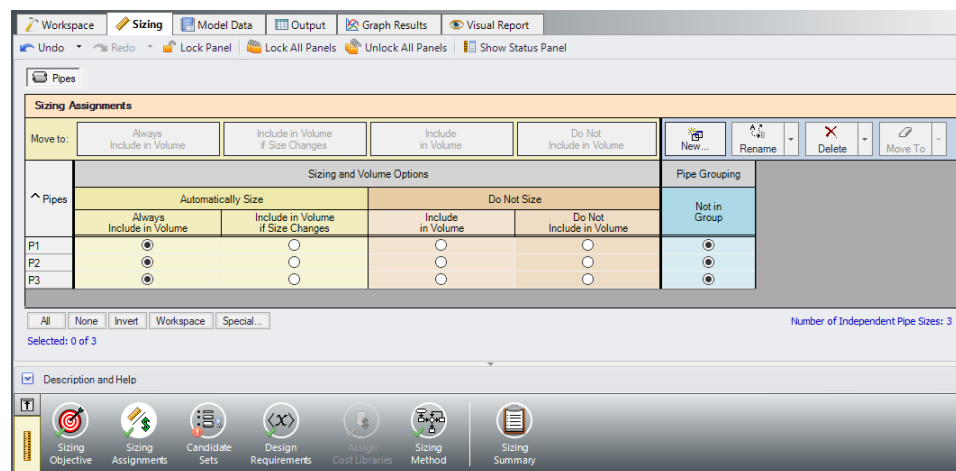 Workspace Sizing Model Data Output Graph Results Visual Report
Undo Redo Lock Panel Lock All Panels Unlock All Panels Show Status Panel
Pipes
Sizing Assignments
Move to: Always Include in Volume Include in Volume if Size Changes Include in Volume Do Not Include in Volume New... Rename Delete Move To
Sizing and Volume Options Pipe Grouping
Pipes Automatically Size Do Not Size Not in Group
Always Include in Volume Include in Volume if Size Changes Include in Volume Do Not Include in Volume
P1
P2
P3
All None Invert Workspace Special... Number of Independent Pipe Sizes: 3
Selected: 0 of 3
Description and Help
Sizing Objective Sizing Assignments Candidate Sets Design Requirements Assign Cost Libraries Sizing Method Sizing Summary